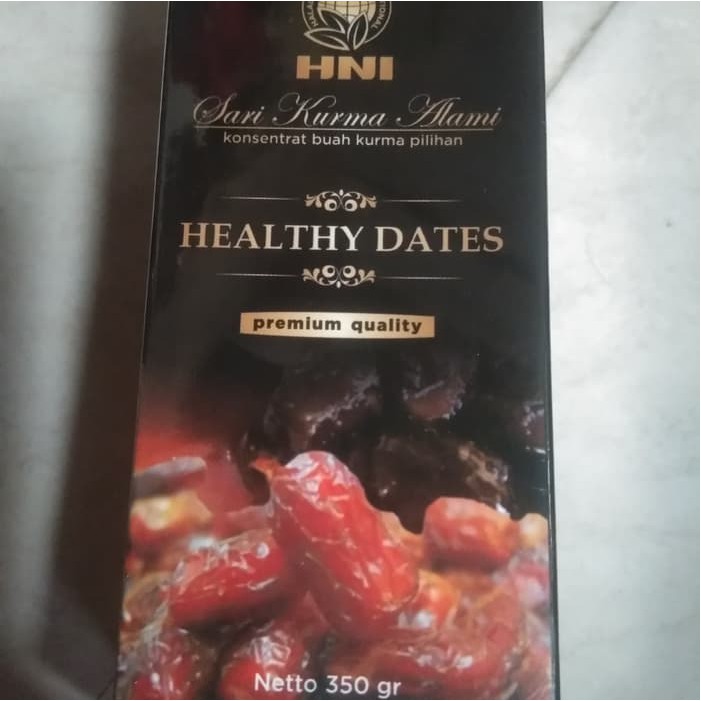 HNI
Sari Kurma Alami
konsentrat buah kurma pilihan
HEALTHY DATES
premium quality
Netto 350 gr